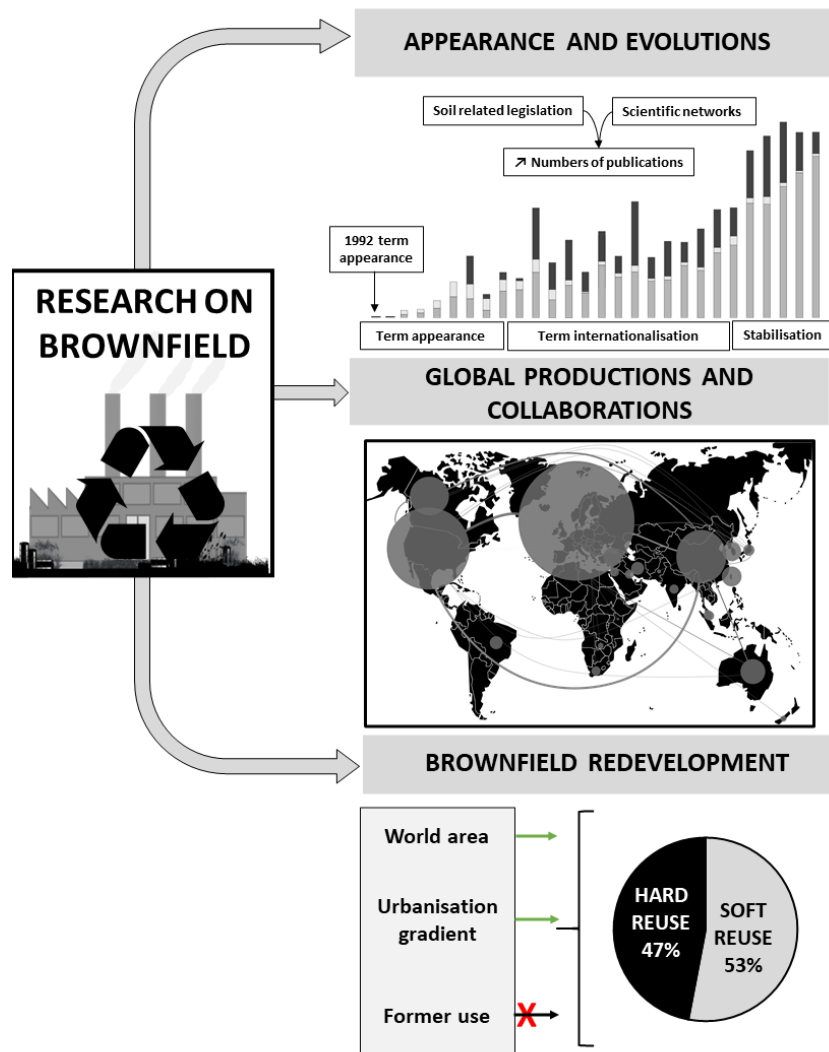 APPEARANCE AND EVOLUTIONS
Soil related legislation
Scientific networks
↗ Numbers of publications
1992 term
appearance
Term appearance
Term internationalisation
Stabilisation
RESEARCH ON
BROWNFIELD
GLOBAL PRODUCTIONS AND
COLLABORATIONS
BROWNFIELD REDEVELOPMENT
World area
Urbanisation
gradient
Former use
HARD
REUSE
47%
SOFT
REUSE
53%